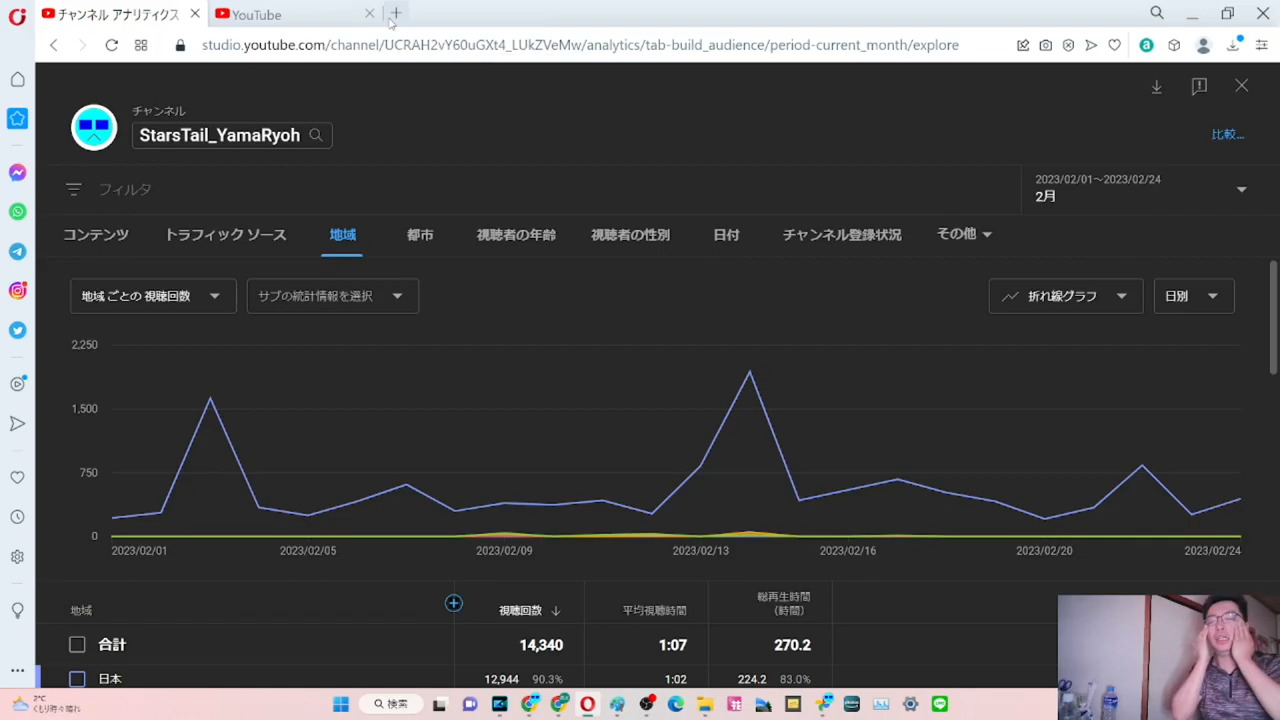 チャンネル アナリティクス
YouTube
studio.youtube.com/channel/UCRAH2vY60uGXt4_LUkZVeMw/analytics/tab-build_audience/period-current_month/explore
チャンネル
StarsTail_YamaRyoh
比較...
フィルタ
2023/02/01～2023/02/24
2月
コンテンツ
トラフィック ソース
地域
都市
視聴者の年齢
視聴者の性別
日付
チャンネル登録状況
その他
地域 ごとの 視聴回数
サブの統計情報を選択
折れ線グラフ
日別
2,250
1,500
750
0
2023/02/01
2023/02/05
2023/02/09
2023/02/13
2023/02/16
2023/02/20
2023/02/24
地域
視聴回数
平均視聴時間
総再生時間
(時間)
合計
14,340
1:07
270.2
日本
12,944 90.3%
1:02
224.2 83.0%
2℃
くもり時々晴れ
検索